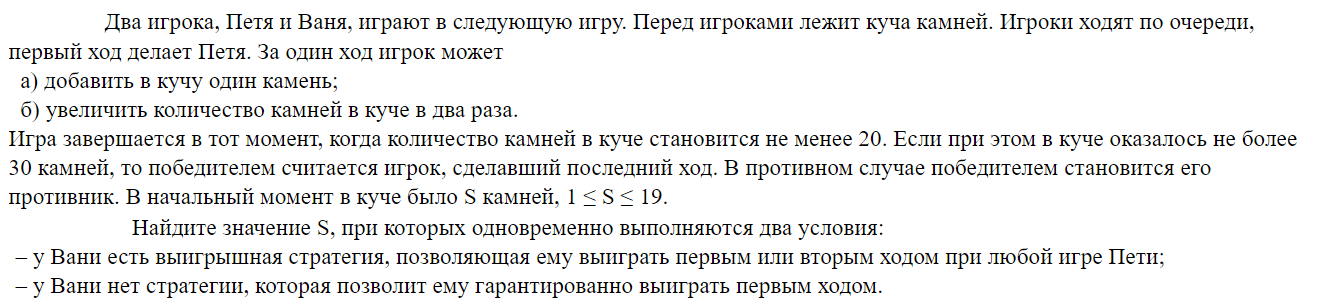 Два игрока, Петя и Ваня, играют в следующую игру. Перед игроками лежит куча камней. Игроки ходят по очереди,
первый ход делает Петя. За один ход игрок может
а) добавить в кучу один камень;
б) увеличить количество камней в куче в два раза.
Игра завершается в тот момент, когда количество камней в куче становится не менее 20. Если при этом в куче оказалось не более
30 камней, то победителем считается игрок, сделавший последний ход. В противном случае победителем становится его
противник. В начальный момент в куче было S камней, 1 ≤ S ≤ 19.
Найдите значение S, при которых одновременно выполняются два условия:
– у Вани есть выигрышная стратегия, позволяющая ему выиграть первым или вторым ходом при любой игре Пети;
– у Вани нет стратегии, которая позволит ему гарантированно выиграть первым ходом.